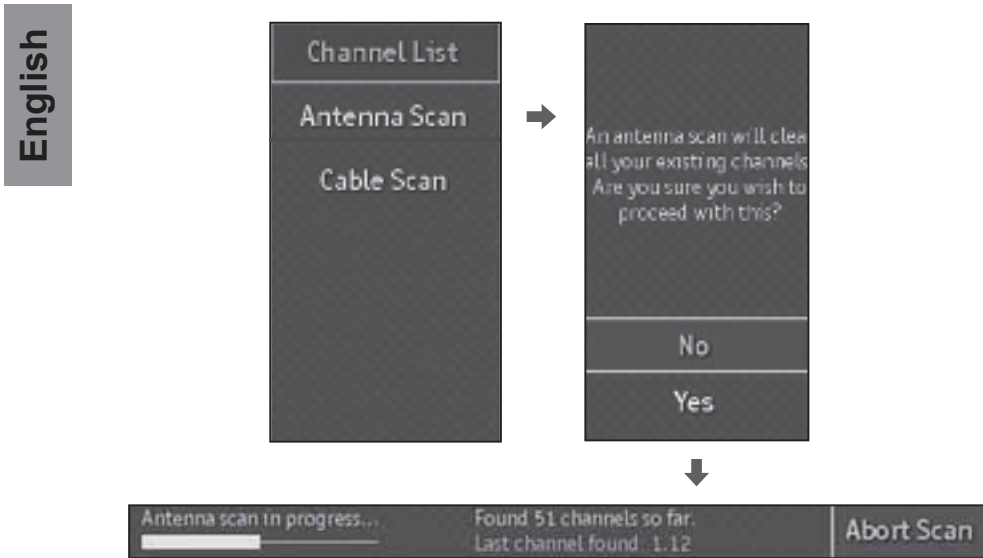 English
Channel List
Antenna Scan
Cable Scan
An antenna scan will clea
all your existing channels
Are you sure you wish to
proceed with this?
No
Yes
Antenna scan in progress...
Found 51 channels so far.
Last channel found 1.12
Abort Scan